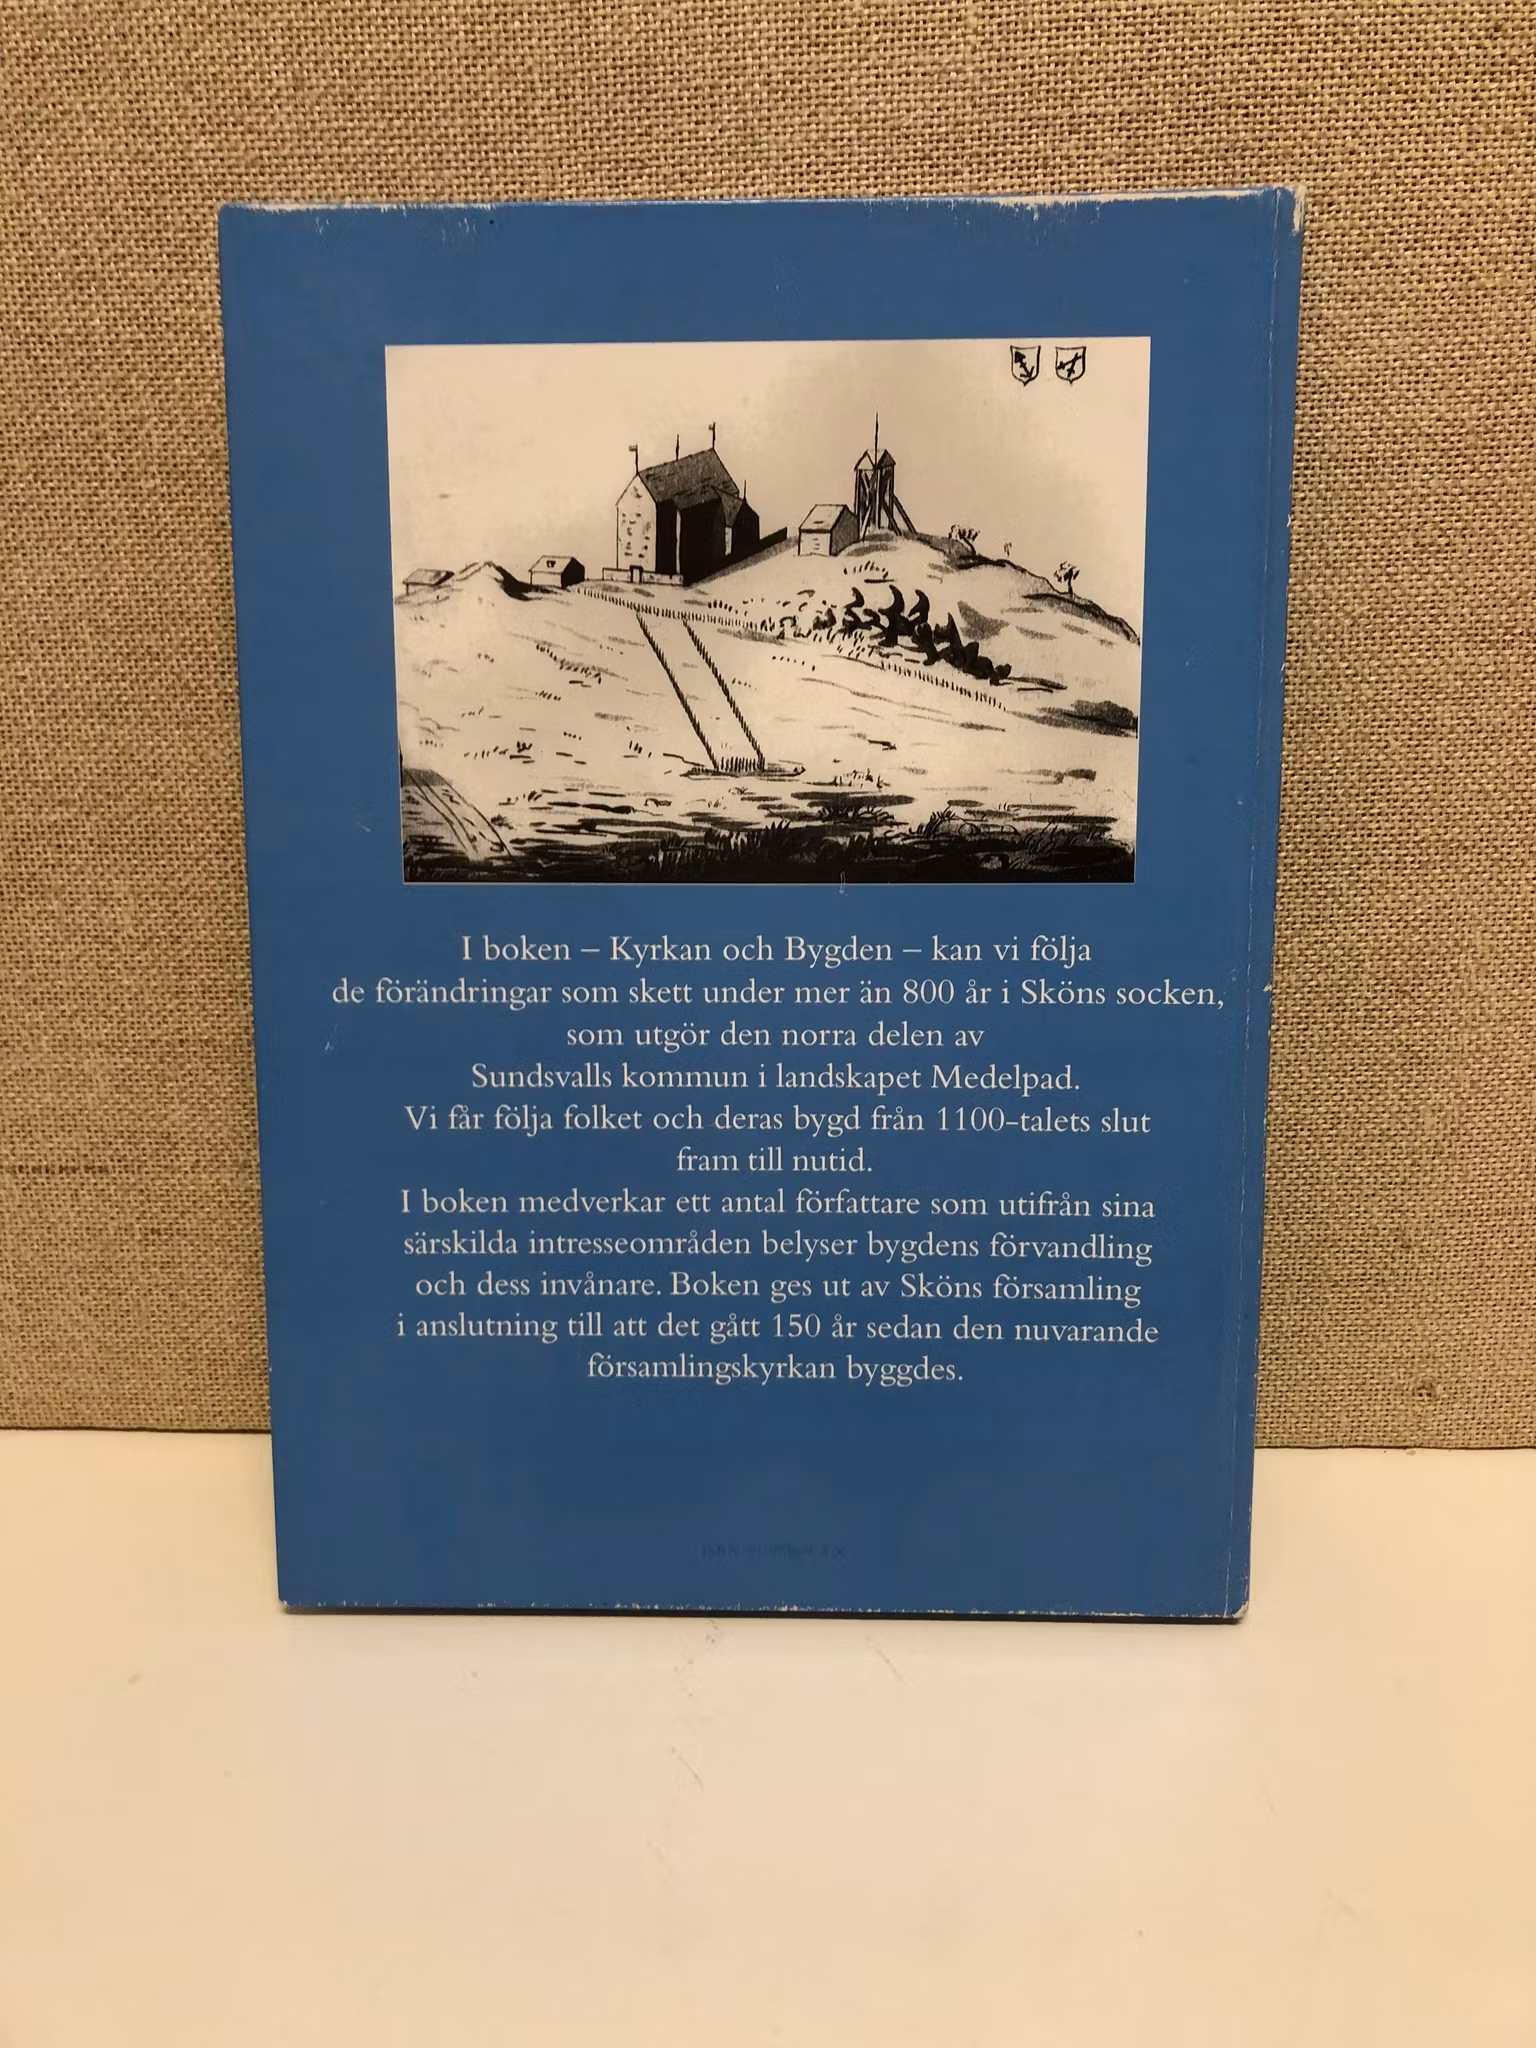 I boken – Kyrkan och Bygden – kan vi följa
de förändringar som skett under mer än 800 år i Sköns socken,
som utgör den norra delen av
Sundsvalls kommun i landskapet Medelpad.
Vi får följa folket och deras bygd från 1100-talets slut
fram till nutid.
I boken medverkar ett antal författare som utifrån sina
särskilda intresseområden belyser bygdens förvandling
och dess invånare. Boken ges ut av Sköns församling
i anslutning till att det gått 150 år sedan den nuvarande
församlingskyrkan byggdes.
ISBN